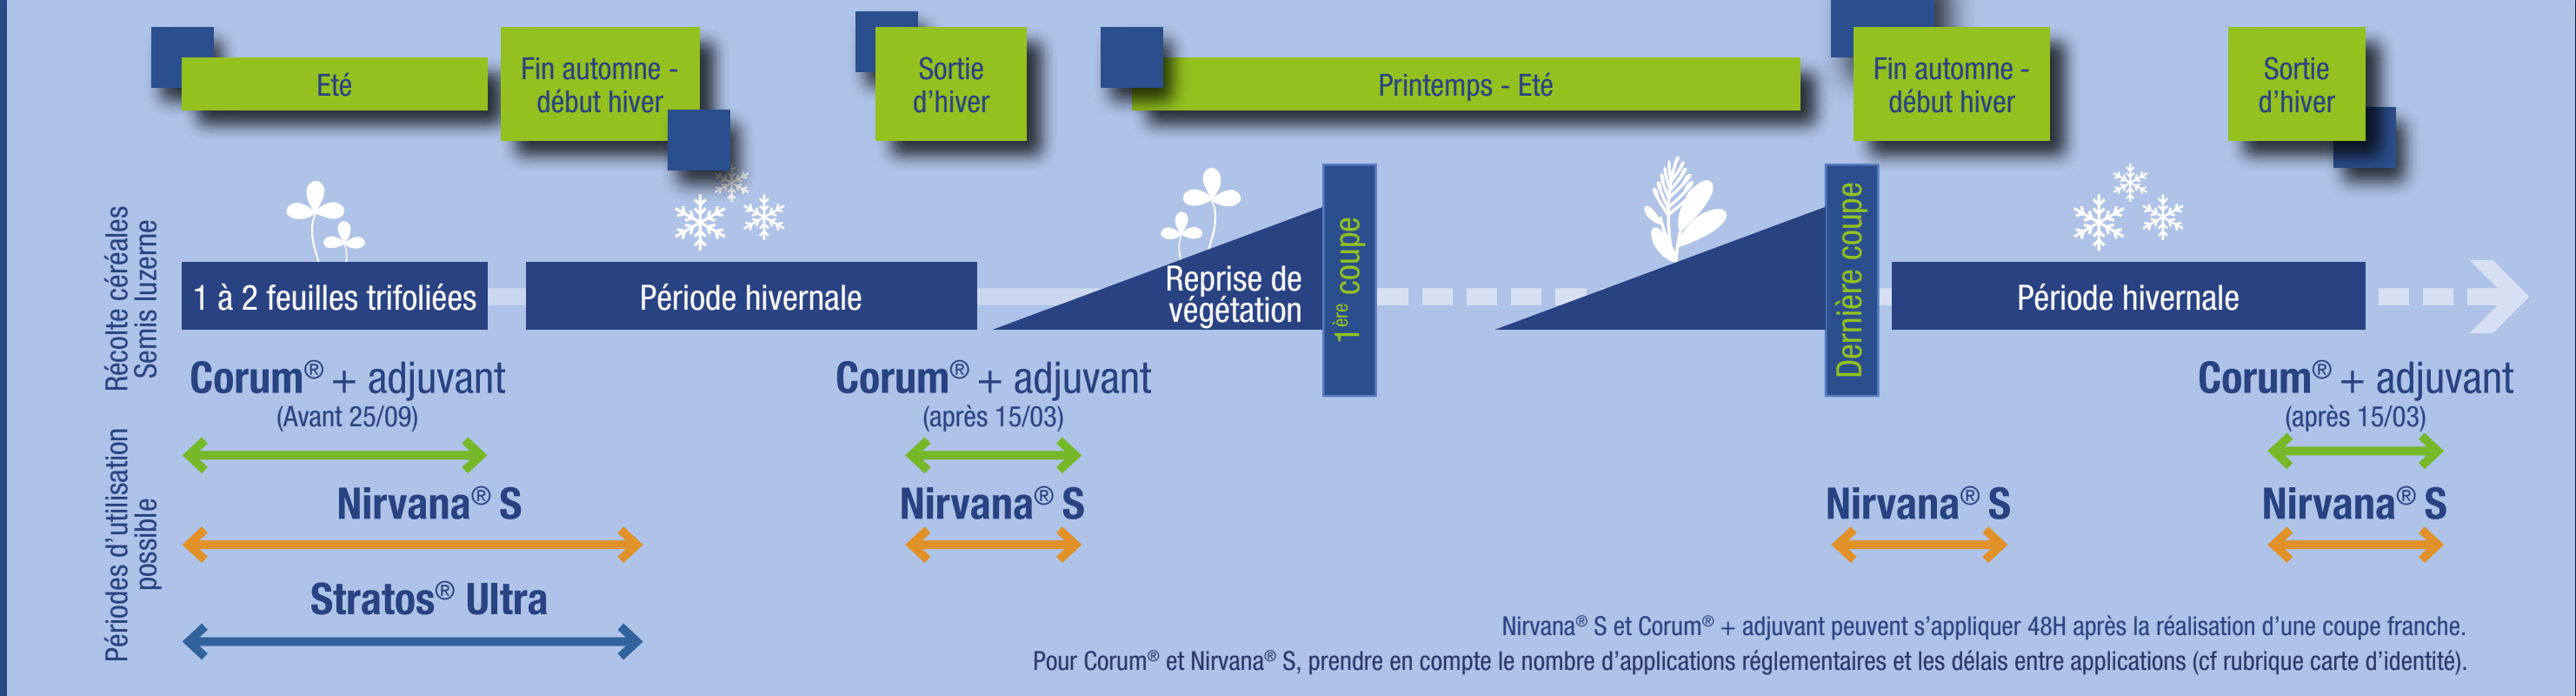 Eté
Fin automne -
début hiver
Sortie
d'hiver
Printemps - Eté
Fin automne -
début hiver
Sortie
d'hiver
Récolte céréales
Semis luzerne
1 à 2 feuilles trifoliées
Période hivernale
Reprise de
végétation
1ère coupe
Dernière coupe
Période hivernale
Périodes d'utilisation
possible
Corum® + adjuvant
(Avant 25/09)
Corum® + adjuvant
(après 15/03)
Corum® + adjuvant
(après 15/03)
Nirvana® S
Nirvana® S
Nirvana® S
Nirvana® S
Stratos® Ultra
Nirvana® S et Corum® + adjuvant peuvent s'appliquer 48H après la réalisation d'une coupe franche.
Pour Corum® et Nirvana® S, prendre en compte le nombre d'applications réglementaires et les délais entre applications (cf rubrique carte d'identité).